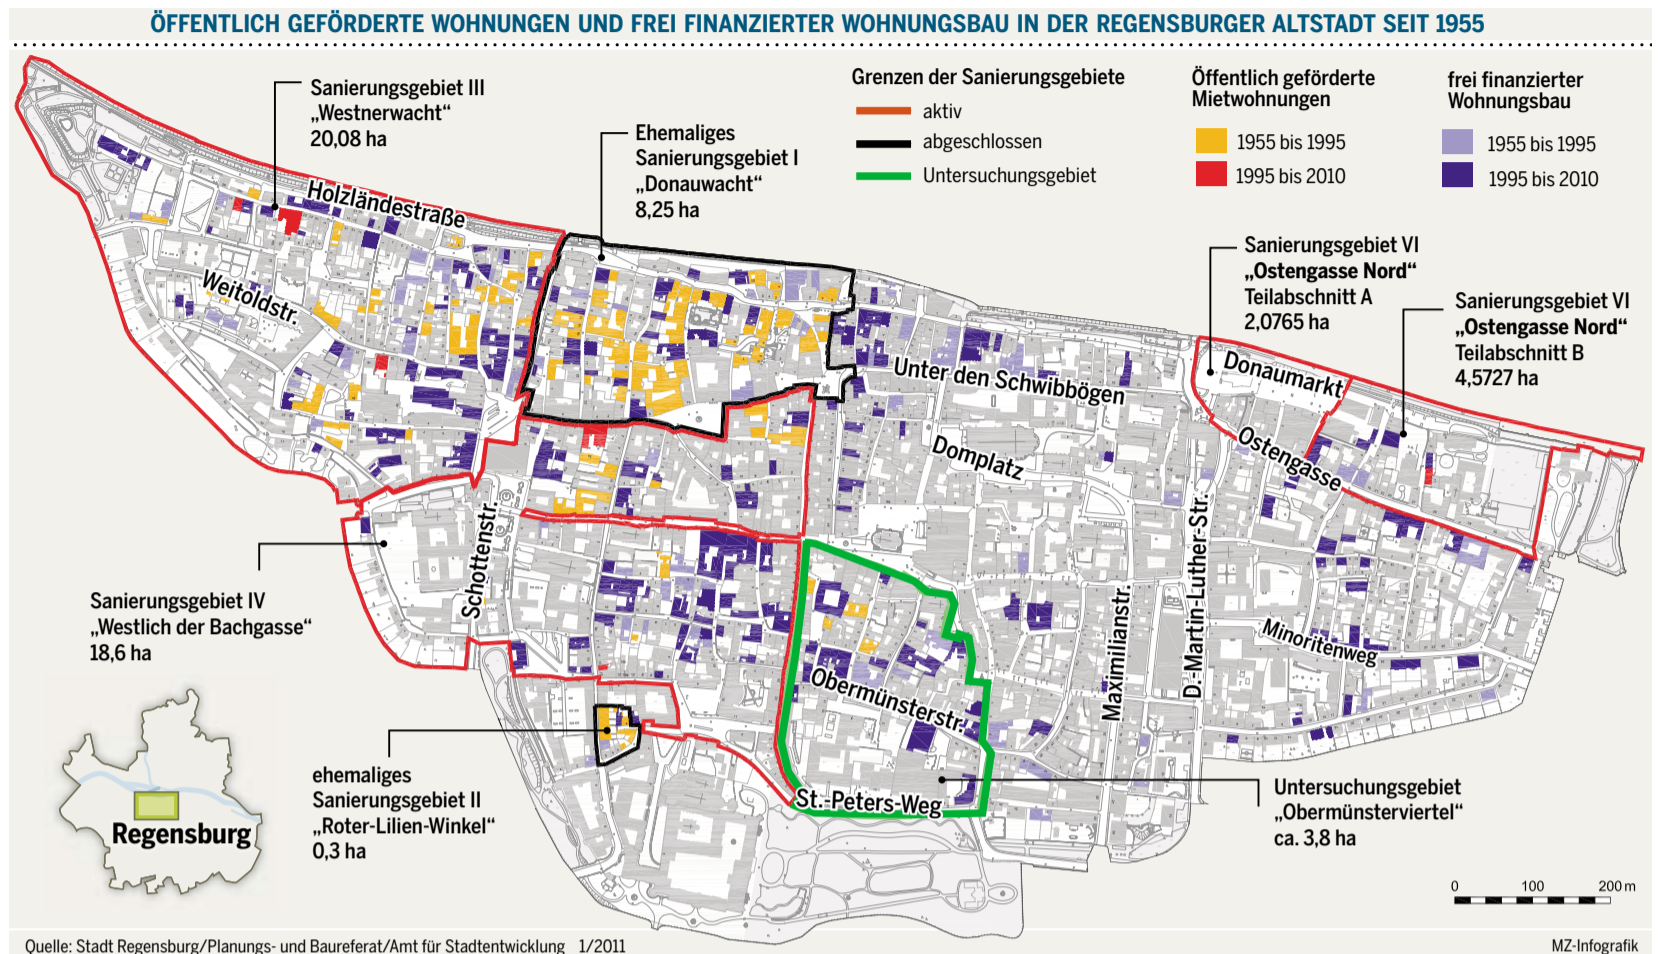 ÖFFENTLICH GEFÖRDERTE WOHNUNGEN UND FREI FINANZIERTER WOHNUNGSBAU IN DER REGENSBURGER ALTSTADT SEIT 1955
Sanierungsgebiet III
„Westnerwacht“
20,08 ha
Ehemaliges
Sanierungsgebiet I
„Donauwacht“
8,25 ha
Grenzen der Sanierungsgebiete
aktiv
abgeschlossen
Untersuchungsgebiet
Öffentlich geförderte
Mietwohnungen
1955 bis 1995
1995 bis 2010
frei finanzierter
Wohnungsbau
1955 bis 1995
1995 bis 2010
Sanierungsgebiet VI
„Ostengasse Nord“
Teilabschnitt A
2,0765 ha
Sanierungsgebiet VI
„Ostengasse Nord“
Teilabschnitt B
4,5727 ha
Holzländestraße
Weitoldstr.
Unter den Schwibbögen
Donaumarkt
Ostengasse
Domplatz
Schottenstr.
D.-Martin-Luther-Str.
Maximilianstr.
Minoritenweg
Obermünsterstr.
St.-Peters-Weg
Sanierungsgebiet IV
„Westlich der Bachgasse“
18,6 ha
Regensburg
ehemaliges
Sanierungsgebiet II
„Roter-Lilien-Winkel“
0,3 ha
Untersuchungsgebiet
„Obermünsterviertel“
ca. 3,8 ha
0 100 200 m
Quelle: Stadt Regensburg/Planungs- und Baureferat/Amt für Stadtentwicklung 1/2011
MZ-Infografik